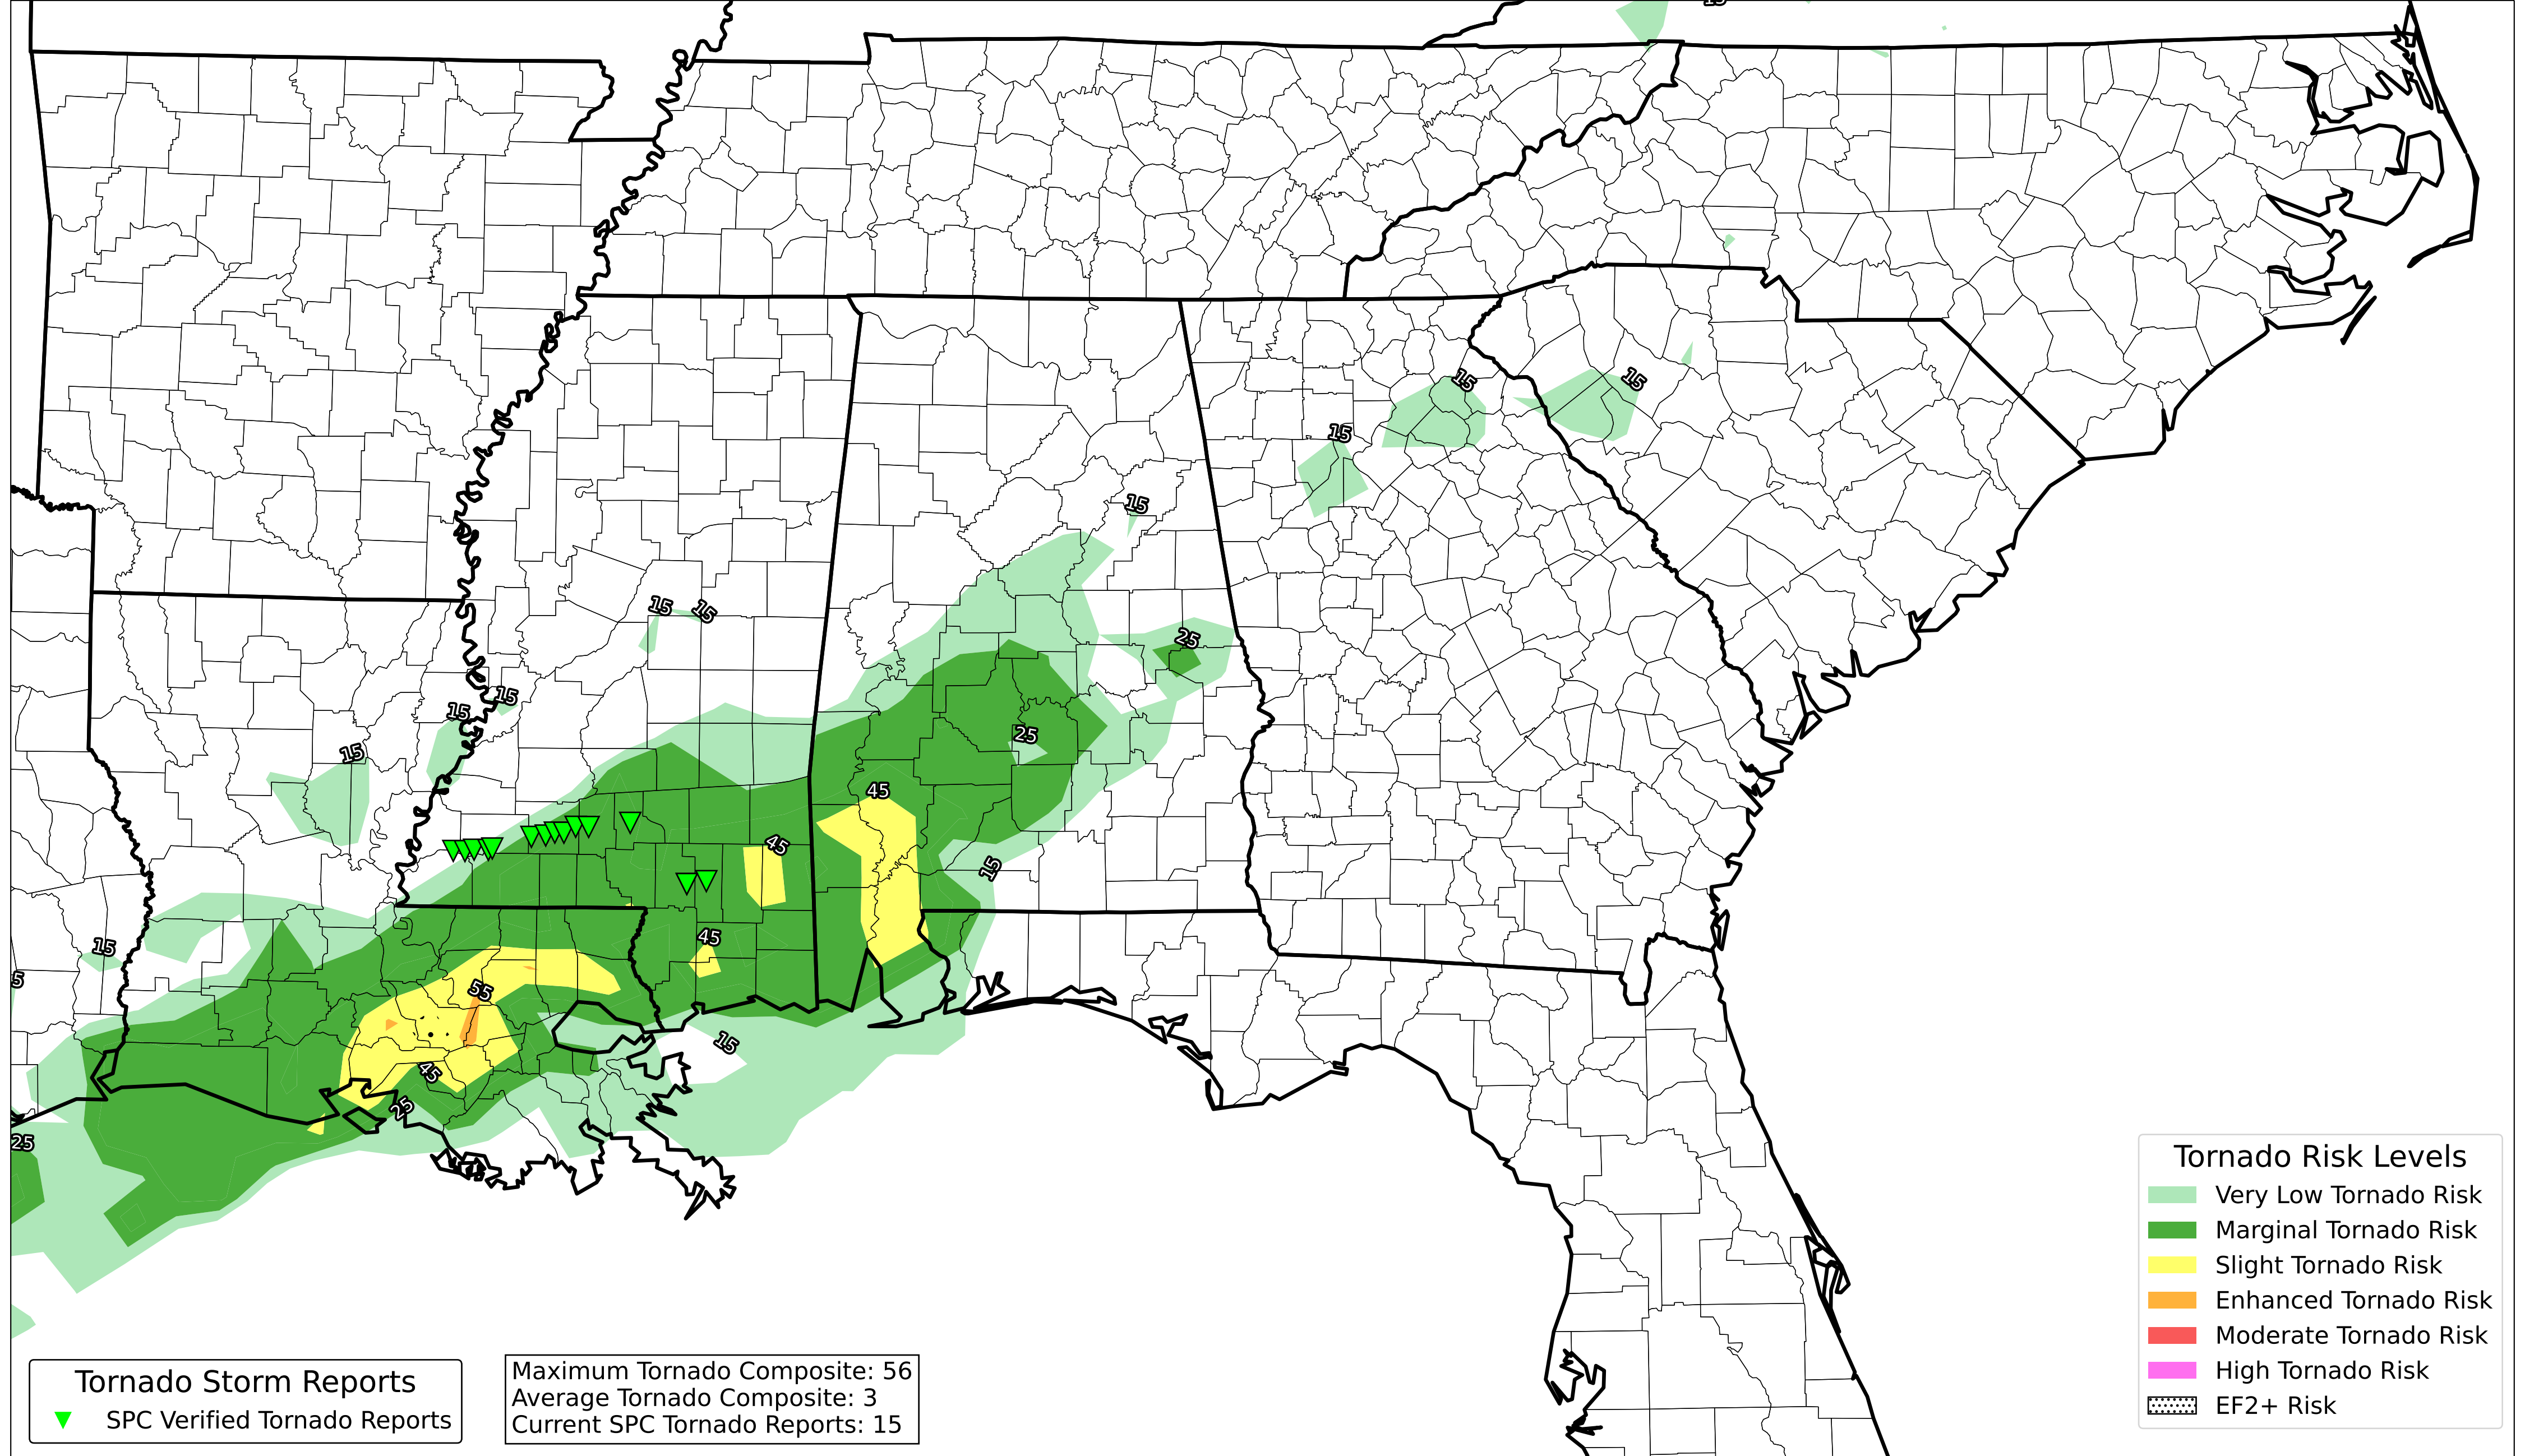 15
15
15
15
15
15
15
25
15
15
15
25
45
45
15
15
45
5
55
15
45
25
25
Tornado Risk Levels
Very Low Tornado Risk
Marginal Tornado Risk
Slight Tornado Risk
Enhanced Tornado Risk
Moderate Tornado Risk
High Tornado Risk
EF2+ Risk
Tornado Storm Reports
SPC Verified Tornado Reports
Maximum Tornado Composite: 56
Average Tornado Composite: 3
Current SPC Tornado Reports: 15